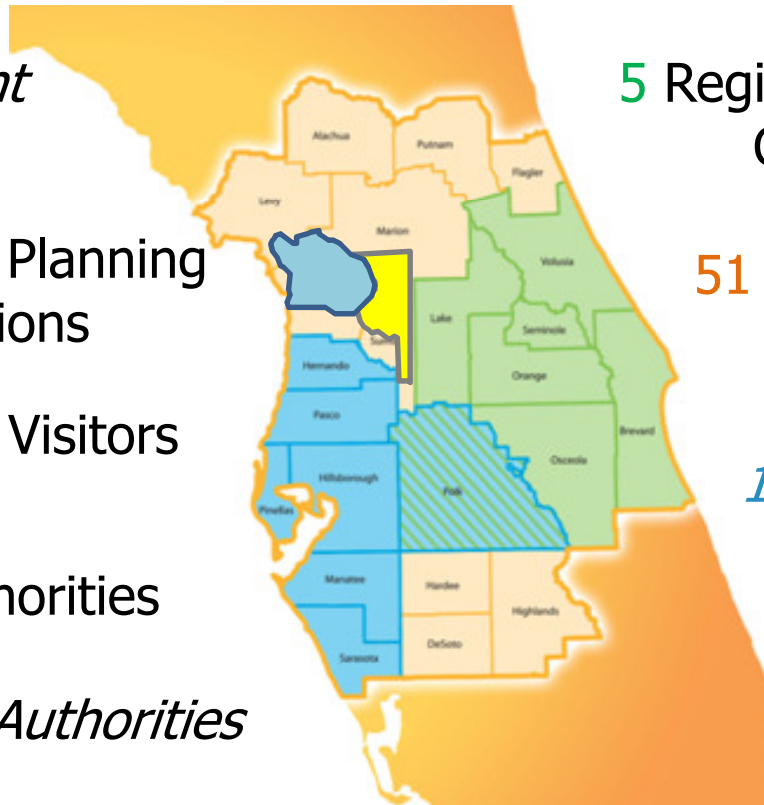 nt
5 Regi
Planning
ions
51
Visitors
1
horities
Authorities
Alachua
Putnam
Flagler
Levy
Marion
Volusia
Lake
Seminole
Orange
Hernando
Pasco
Brevard
Osceola
Hillsborough
Polk
Pinellas
Manatee
Hardee
Highlands
DeSoto
Sarasota